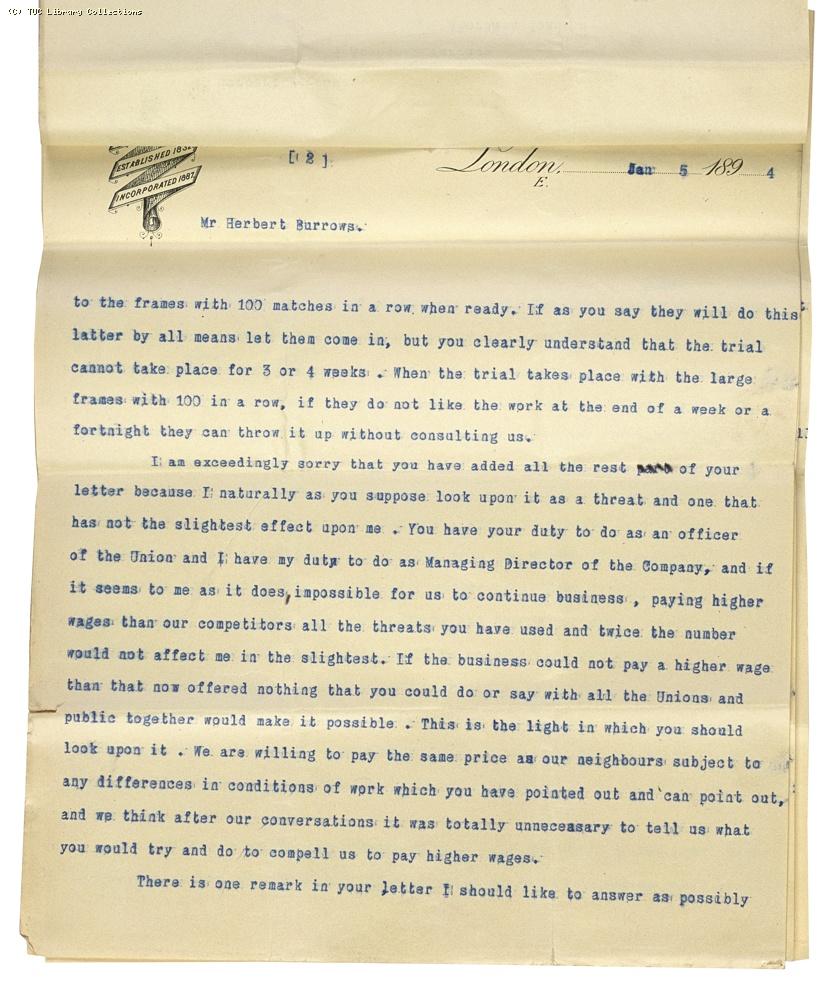 (C) TUC Library Collections
ESTABLISHED 1832
INCORPORATED 1887
[ 2 ]
London,
E.
Jan 5 1894
Mr Herbert Burrows.
to the frames with 100 matches in a row when ready. If as you say they will do this
latter by all means let them come in, but you clearly understand that the trial
cannot take place for 3 or 4 weeks . When the trial takes place with the large
frames with 100 in a row, if they do not like the work at the end of a week or a
fortnight they can throw it up without consulting us.
I am exceedingly sorry that you have added all the rest of your
letter because I naturally as you suppose look upon it as a threat and one that
has not the slightest effect upon me . You have your duty to do as an officer
of the Union and I have my duty to do as Managing Director of the Company, and if
it seems to me as it does, impossible for us to continue business , paying higher
wages than our competitors all the threats you have used and twice the number
would not affect me in the slightest. If the business could not pay a higher wage
than that now offered nothing that you could do or say with all the Unions and
public together would make it possible . This is the light in which you should
look upon it . We are willing to pay the same price as our neighbours subject to
any differences in conditions of work which you have pointed out and can point out,
and we think after our conversations it was totally unnecessary to tell us what
you would try and do to compell us to pay higher wages.
There is one remark in your letter I should like to answer as possibly